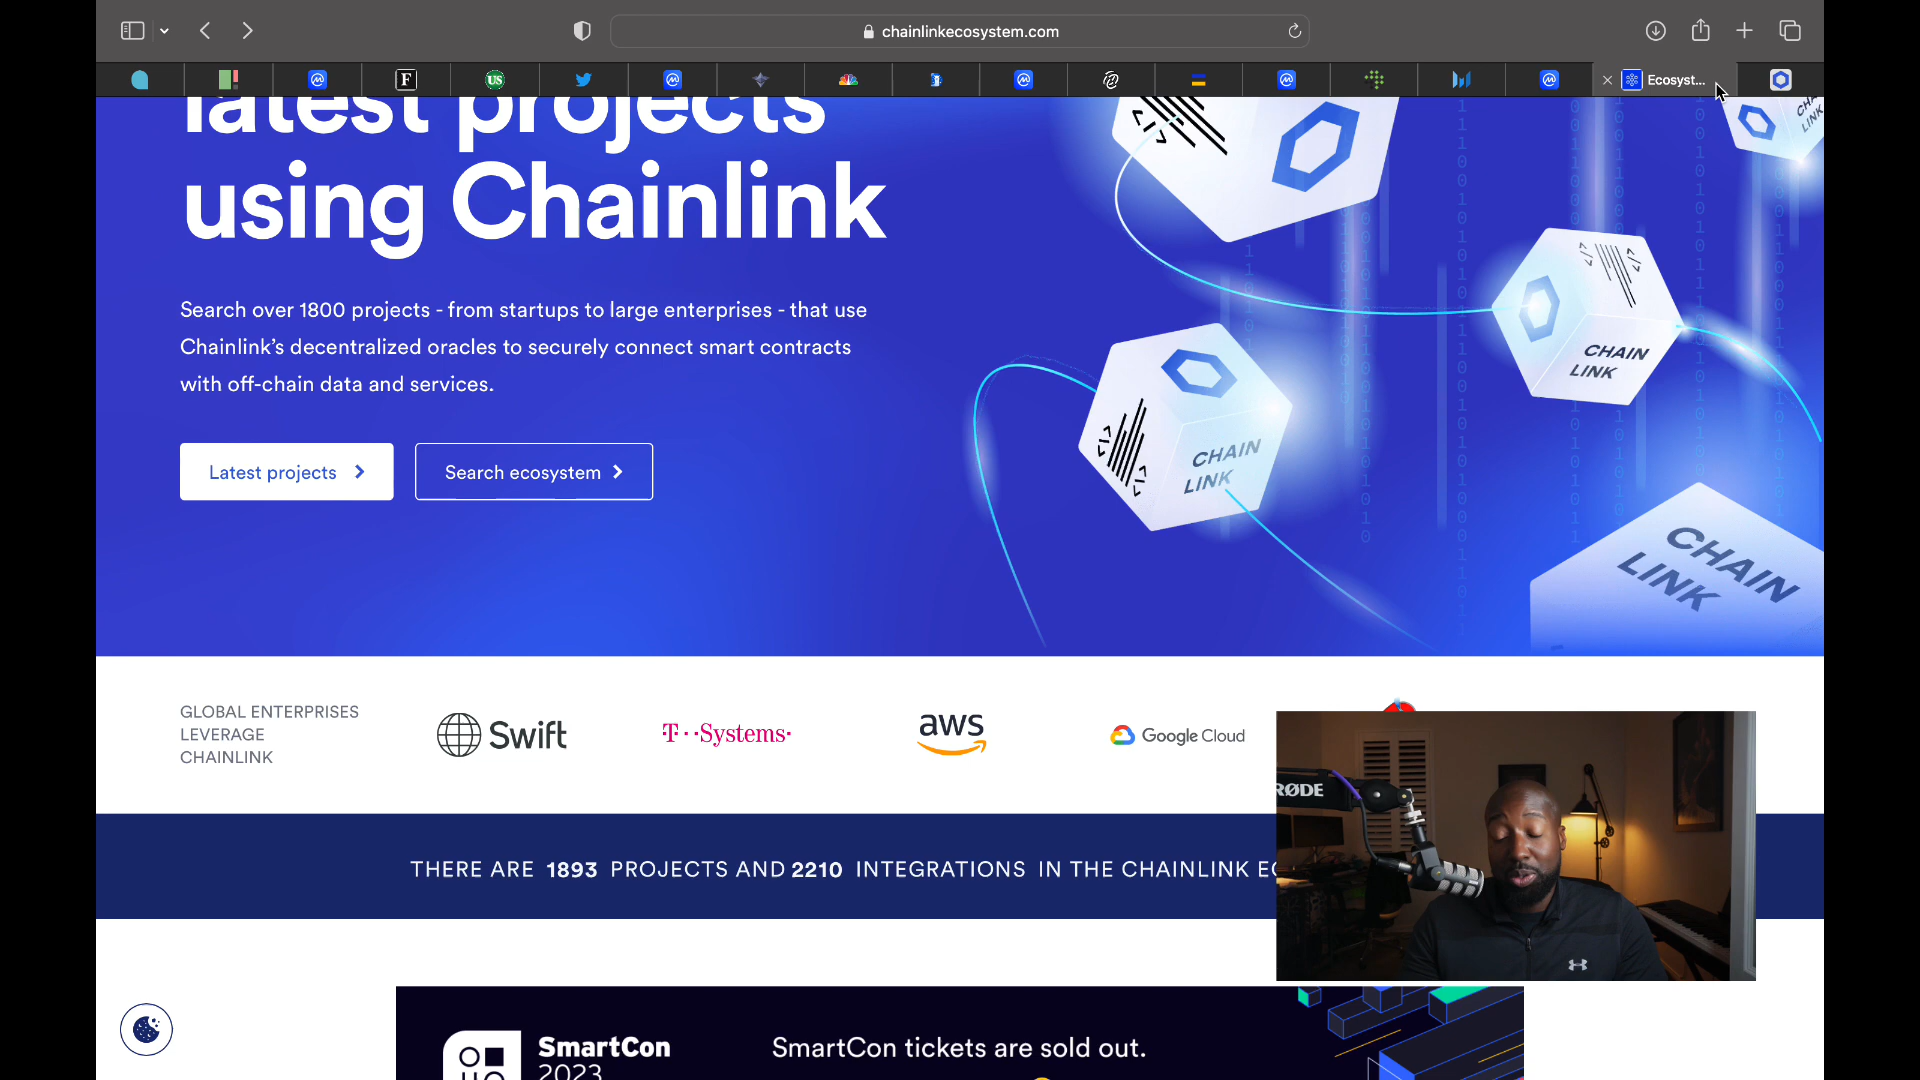 chainlinkecosystem.com
F
US
Ecosyst...
latest projects
using Chainlink
Search over 1800 projects - from startups to large enterprises - that use
Chainlink's decentralized oracles to securely connect smart contracts
with off-chain data and services.
Latest projects
Search ecosystem
CHAIN
LINK
CHAIN
LINK
CHAIN
LINK
CHAIN
LINK
GLOBAL ENTERPRISES
LEVERAGE
CHAINLINK
Swift
T··Systems·
aws
Google Cloud
RØDE
THERE ARE 1893 PROJECTS AND 2210 INTEGRATIONS IN THE CHAINLINK
SmartCon
2023
SmartCon tickets are sold out.